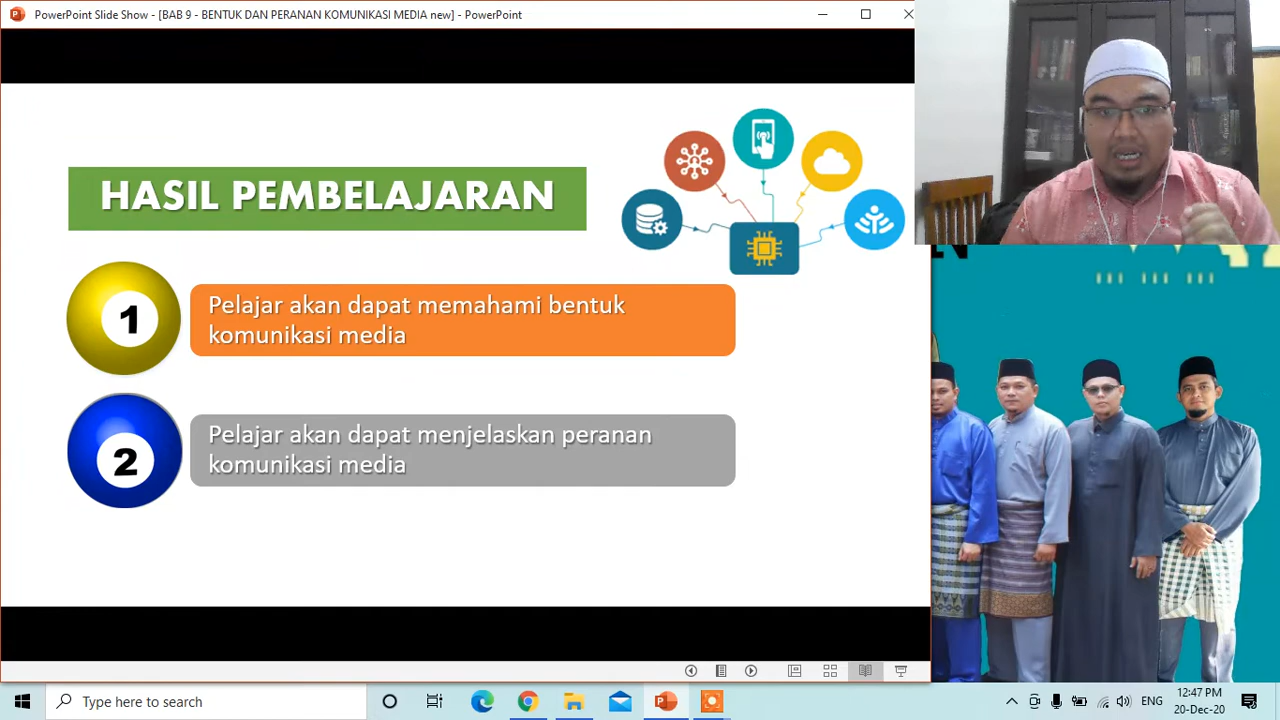 PowerPoint Slide Show - [BAB 9 - BENTUK DAN PERANAN KOMUNIKASI MEDIA new] - PowerPoint
HASIL PEMBELAJARAN
1
Pelajar akan dapat memahami bentuk
komunikasi media
2
Pelajar akan dapat menjelaskan peranan
komunikasi media
Type here to search
ENG
12:47 PM
20-Dec-20